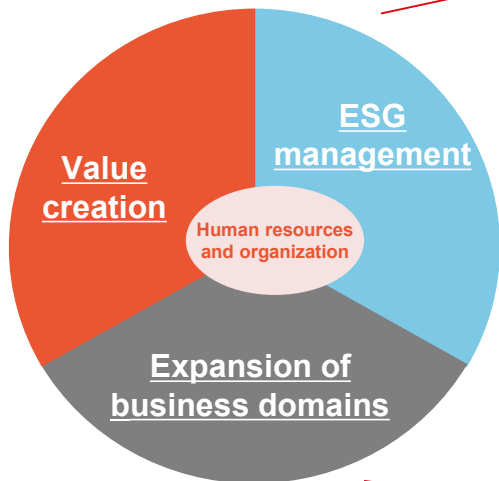 ESG
management
Value
creation
Human resources
and organization
Expansion of
business domains